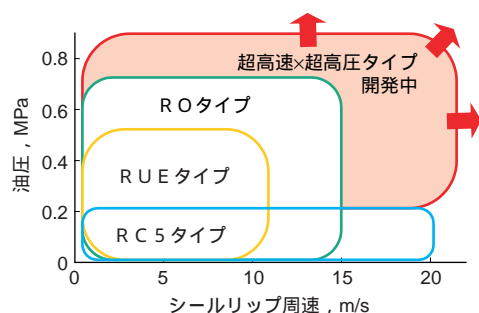 油圧，MPa
0.8
0.6
0.4
0.2
0
超高速×超高圧タイプ
開発中
ROタイプ
RUEタイプ
RC5タイプ
0 5 10 15 20
シールリップ周速，m/s